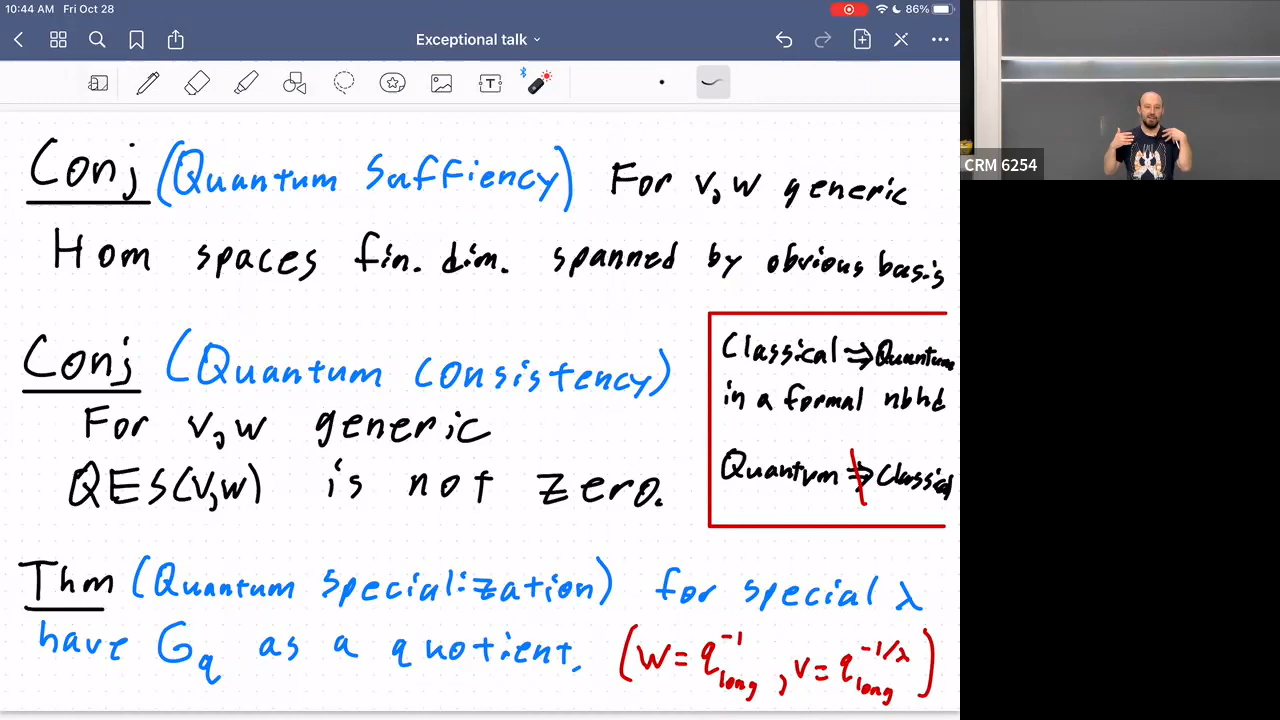 10:44 AM Fri Oct 28
86%
Exceptional talk
Conj (Quantum Suffiency) For v,w generic
Hom spaces fin. dim. spanned by obvious basis
Conj (Quantum Consistency)
For v,w generic
QES(v,w) is not zero.
Classical ⇒ Quantum
in a formal nbhd
Quantum ⇏ Classical
Thm (Quantum Specialization) for special λ
have G_q as a quotient. (w = q_long^{-1}, v = q_long^{-1/λ})
CRM 6254